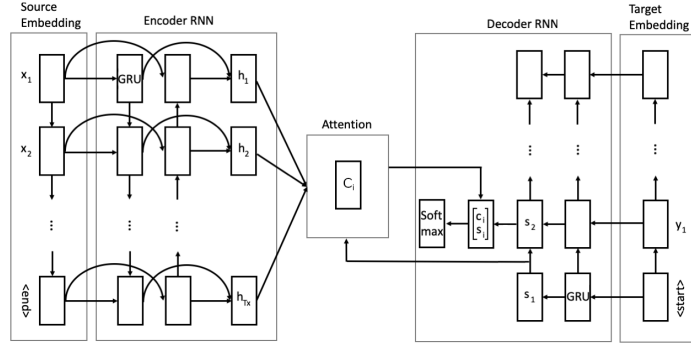 Source
Embedding
Encoder RNN
Decoder RNN
Target
Embedding
x1
GRU
h1
x2
h2
Attention
Ci
Soft
max
ci
si
s2
y1
...
...
...
...
...
...
<end>
hTx
s1
GRU
<start>